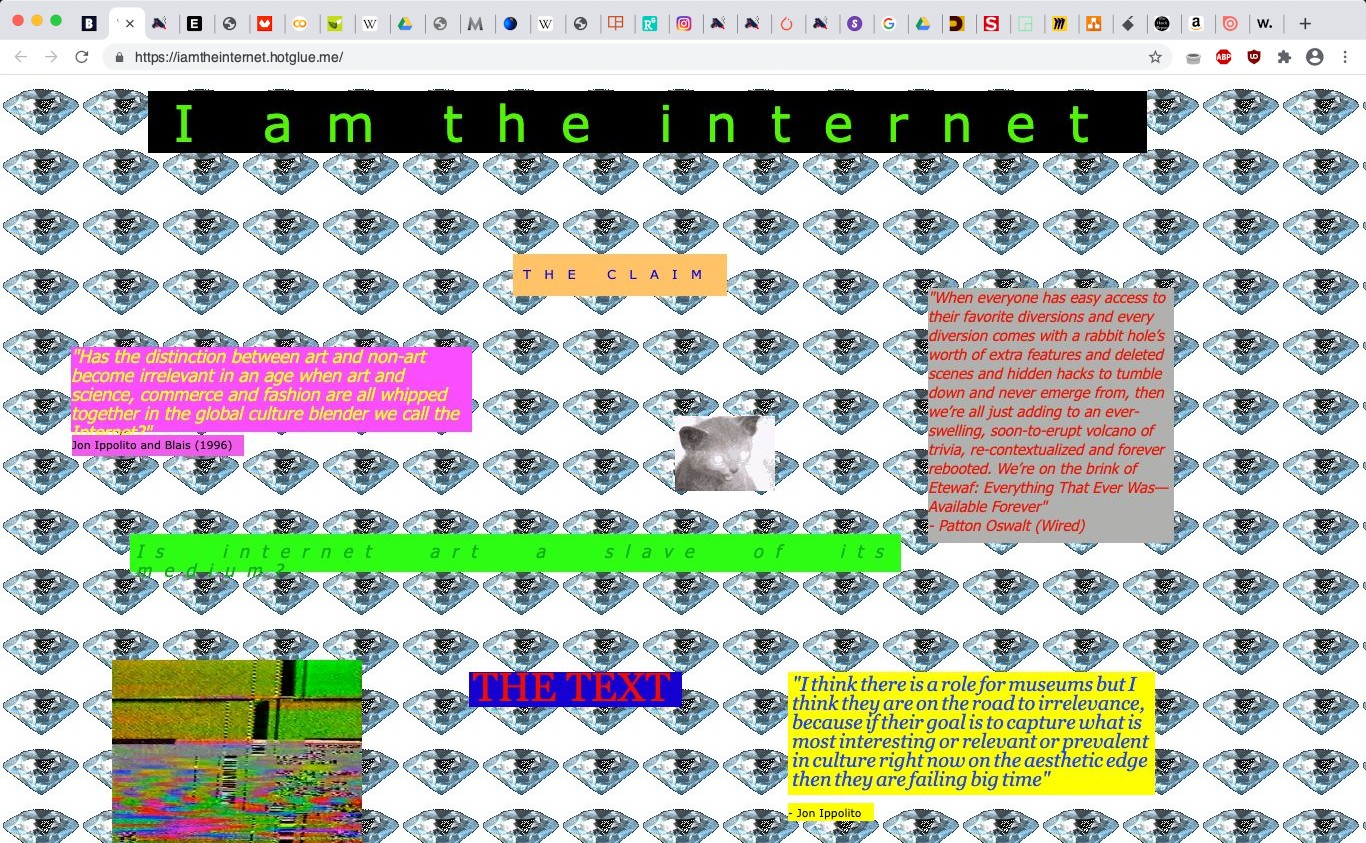 https://iamtheinternet.hotglue.me/
I am the internet
THE CLAIM
"When everyone has easy access to
their favorite diversions and every
diversion comes with a rabbit hole's
worth of extra features and deleted
scenes and hidden hacks to tumble
down and never emerge from, then
we're all just adding to an ever-
swelling, soon-to-erupt volcano of
trivia, re-contextualized and forever
rebooted. We're on the brink of
Etewaf: Everything That Ever Was—
Available Forever"
- Patton Oswalt (Wired)
"Has the distinction between art and non-art
become irrelevant in an age when art and
science, commerce and fashion are all whipped
together in the global culture blender we call the
Internet?"
Jon Ippolito and Blais (1996)
Is internet art a slave of its
medium?
THE TEXT
"I think there is a role for museums but I
think they are on the road to irrelevance,
because if their goal is to capture what is
most interesting or relevant or prevalent
in culture right now on the aesthetic edge
then they are failing big time"
- Jon Ippolito